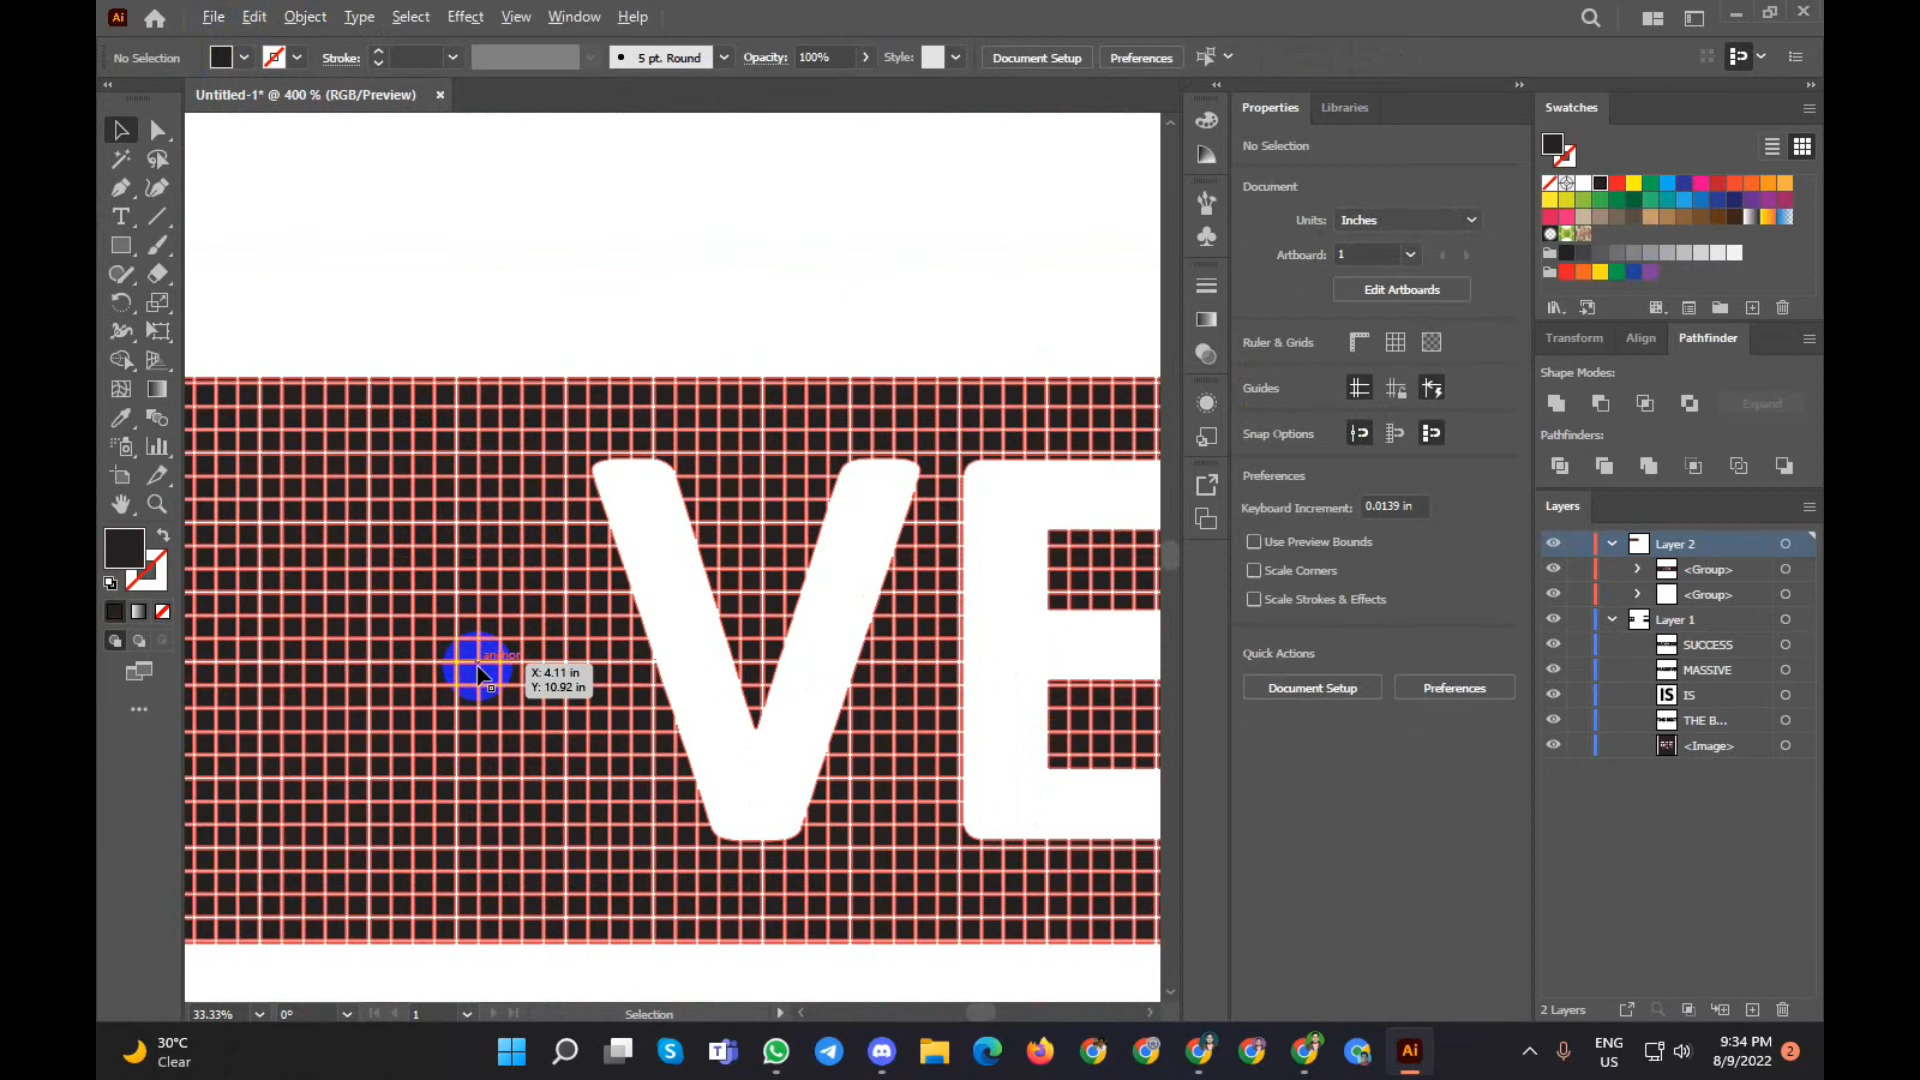 Ai File Edit Object Type Select Effect View Window Help
No Selection Stroke: 5 pt. Round Opacity: 100% Style: Document Setup Preferences
Untitled-1* @ 400 % (RGB/Preview)
Properties Libraries
No Selection
Document
Units: Inches
Artboard: 1
Edit Artboards
Ruler & Grids
Guides
Snap Options
Preferences
Keyboard Increment: 0.0139 in
Use Preview Bounds
Scale Corners
Scale Strokes & Effects
Quick Actions
Document Setup Preferences
Swatches
Transform Align Pathfinder
Shape Modes:
Expand
Pathfinders:
Layers
Layer 2
<Group>
<Group>
Layer 1
SUCCESS
MASSIVE
IS IS
THE B...
<Image>
2 Layers
VE
anchor
X: 4.11 in
Y: 10.92 in
33.33% 0° 1 Selection
30°C
Clear
Ai
ENG
US
9:34 PM
8/9/2022
2